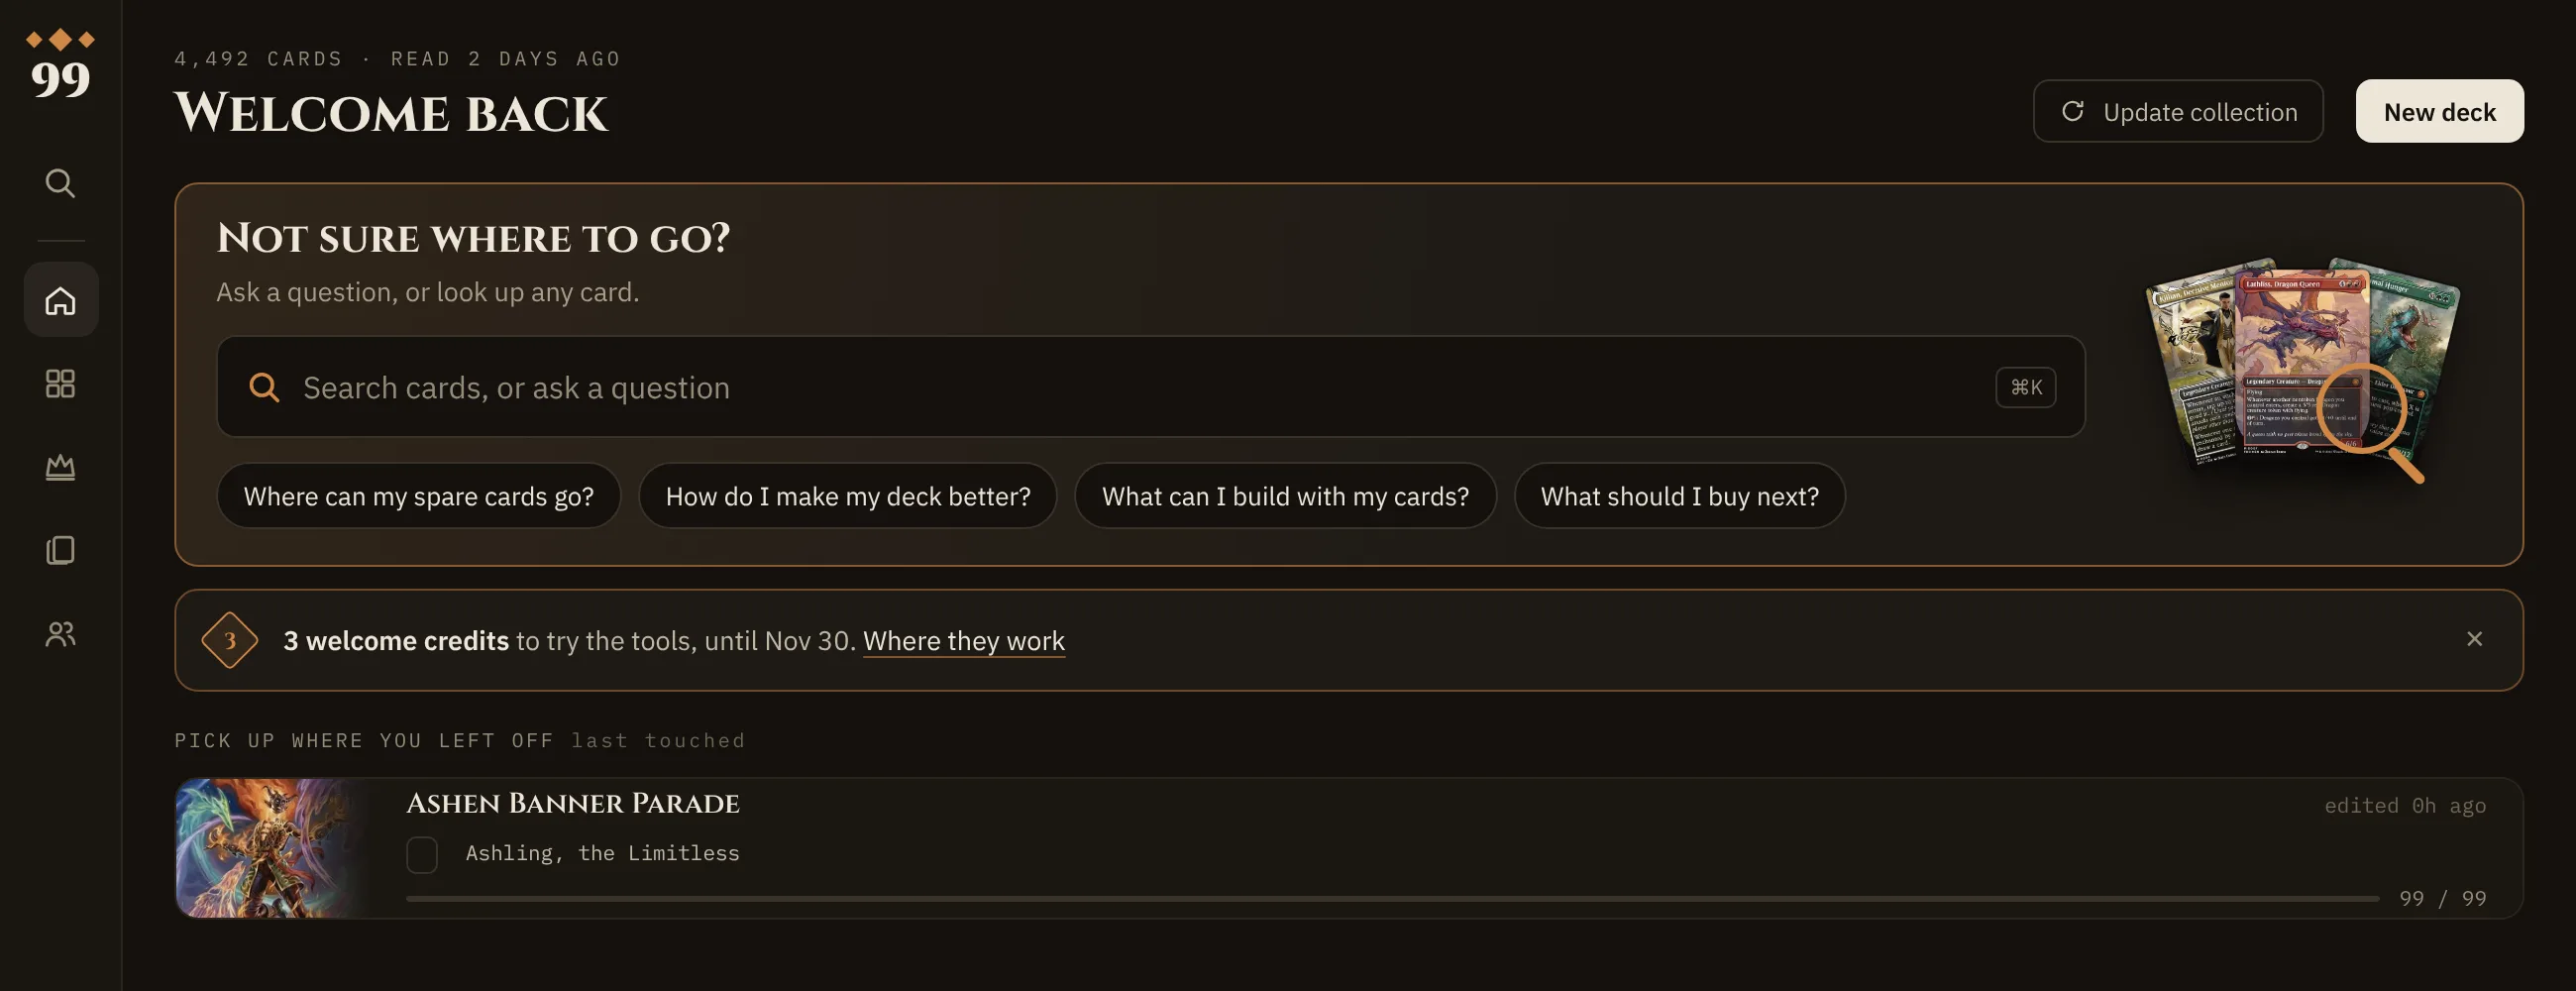 99
4,492 CARDS · READ 2 DAYS AGO
Welcome back
Update collection
New deck
Not sure where to go?
Ask a question, or look up any card.
Search cards, or ask a question
⌘K
Where can my spare cards go?
How do I make my deck better?
What can I build with my cards?
What should I buy next?
Lathliss, Dragon Queen
3 welcome credits to try the tools, until Nov 30. Where they work
3
PICK UP WHERE YOU LEFT OFF last touched
Ashen Banner Parade
edited 0h ago
Ashling, the Limitless
99 / 99